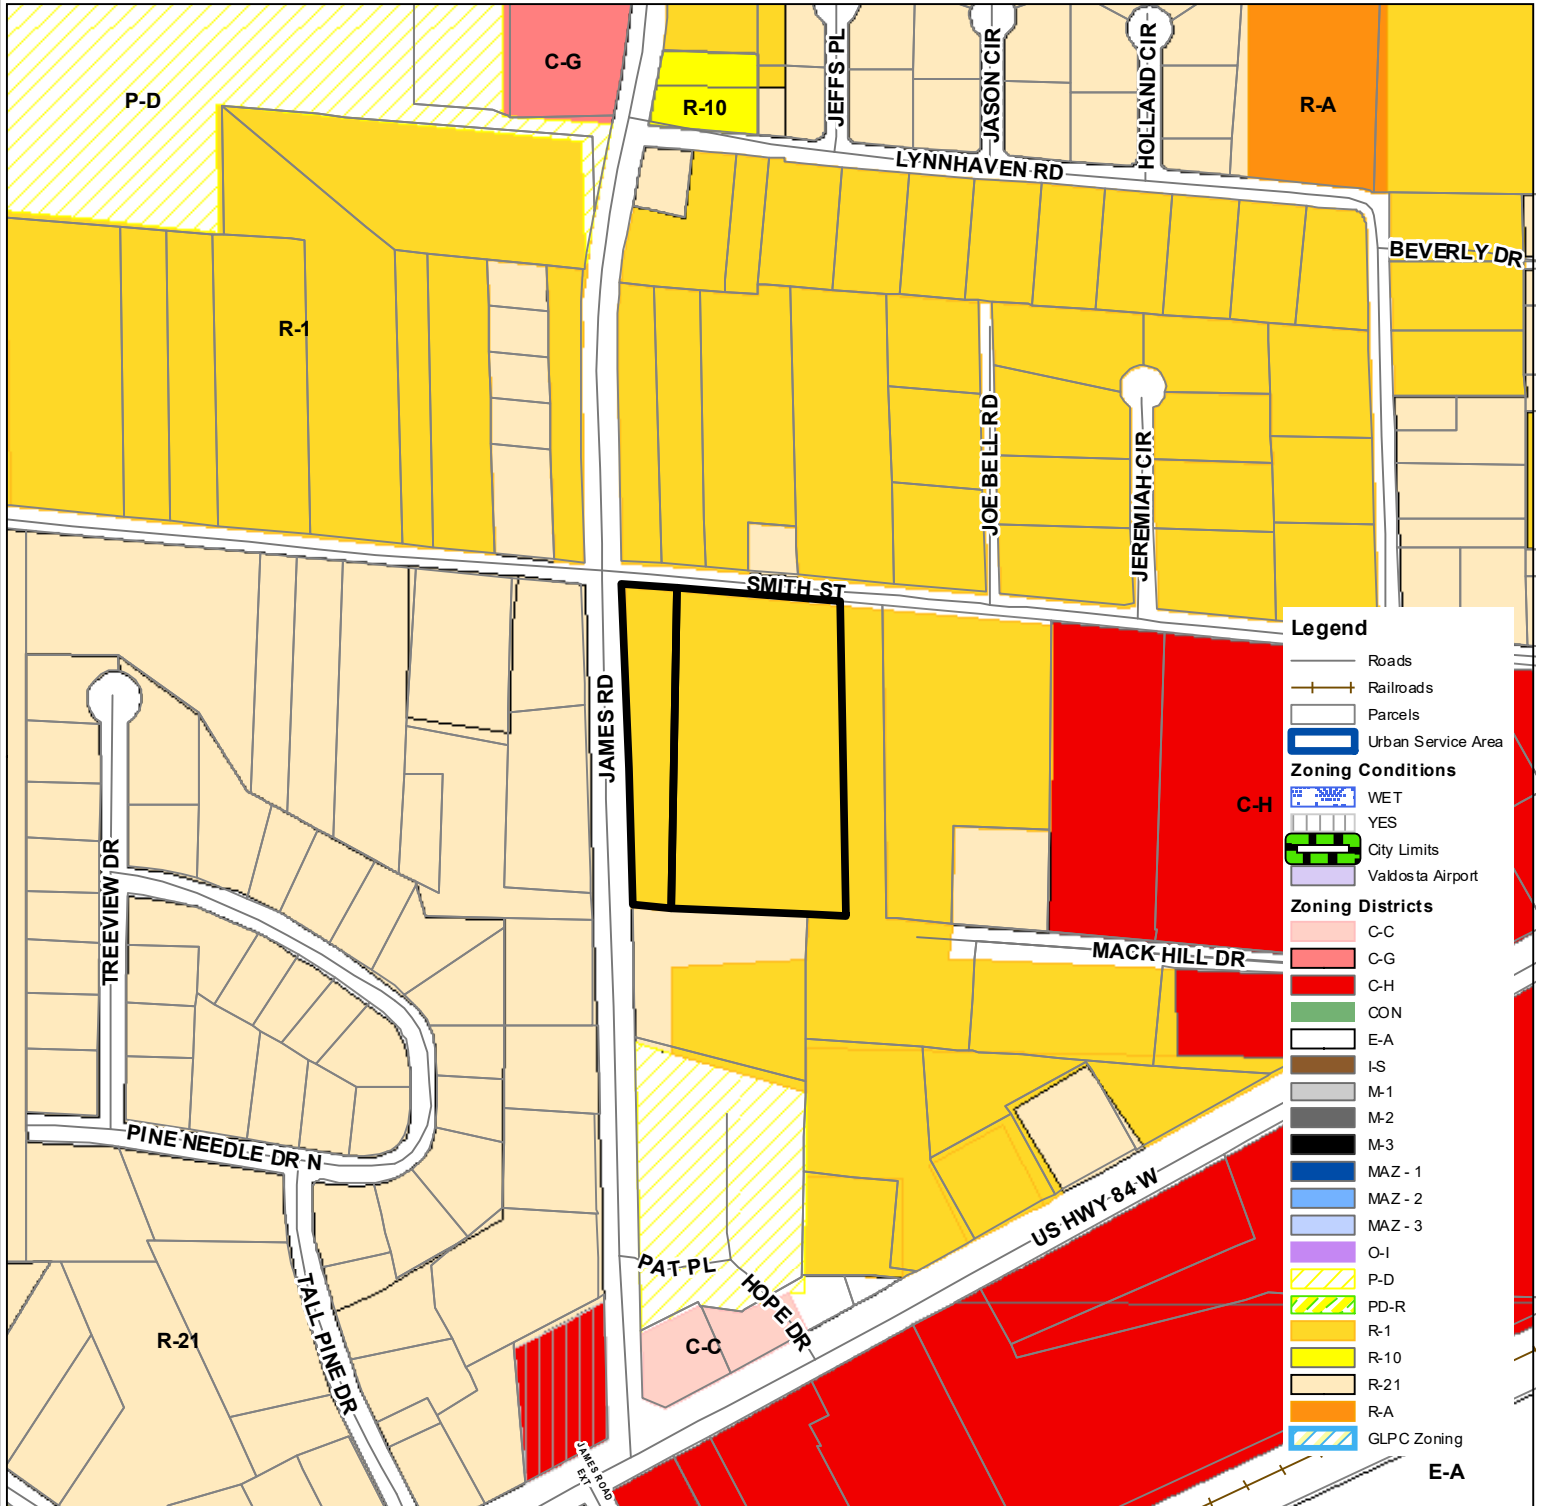 C-G
P-D
R-10
JEFFS PL
JASON CIR
HOLLAND CIR
R-A
LYNNHAVEN RD
BEVERLY DR
R-1
JOE BELL RD
JEREMIAH CIR
SMITH ST
JAMES RD
C-H
TREEVIEW DR
MACK HILL DR
PINE NEEDLE DR N
US HWY 84 W
PAT PL
HOPE DR
TALL PINE DR
R-21
C-C
JAMES ROAD
EXT
E-A
Legend
Roads
Railroads
Parcels
Urban Service Area
Zoning Conditions
WET
YES
City Limits
Valdosta Airport
Zoning Districts
C-C
C-G
C-H
CON
E-A
I-S
M-1
M-2
M-3
MAZ - 1
MAZ - 2
MAZ - 3
O-I
P-D
PD-R
R-1
R-10
R-21
R-A
GLPC Zoning